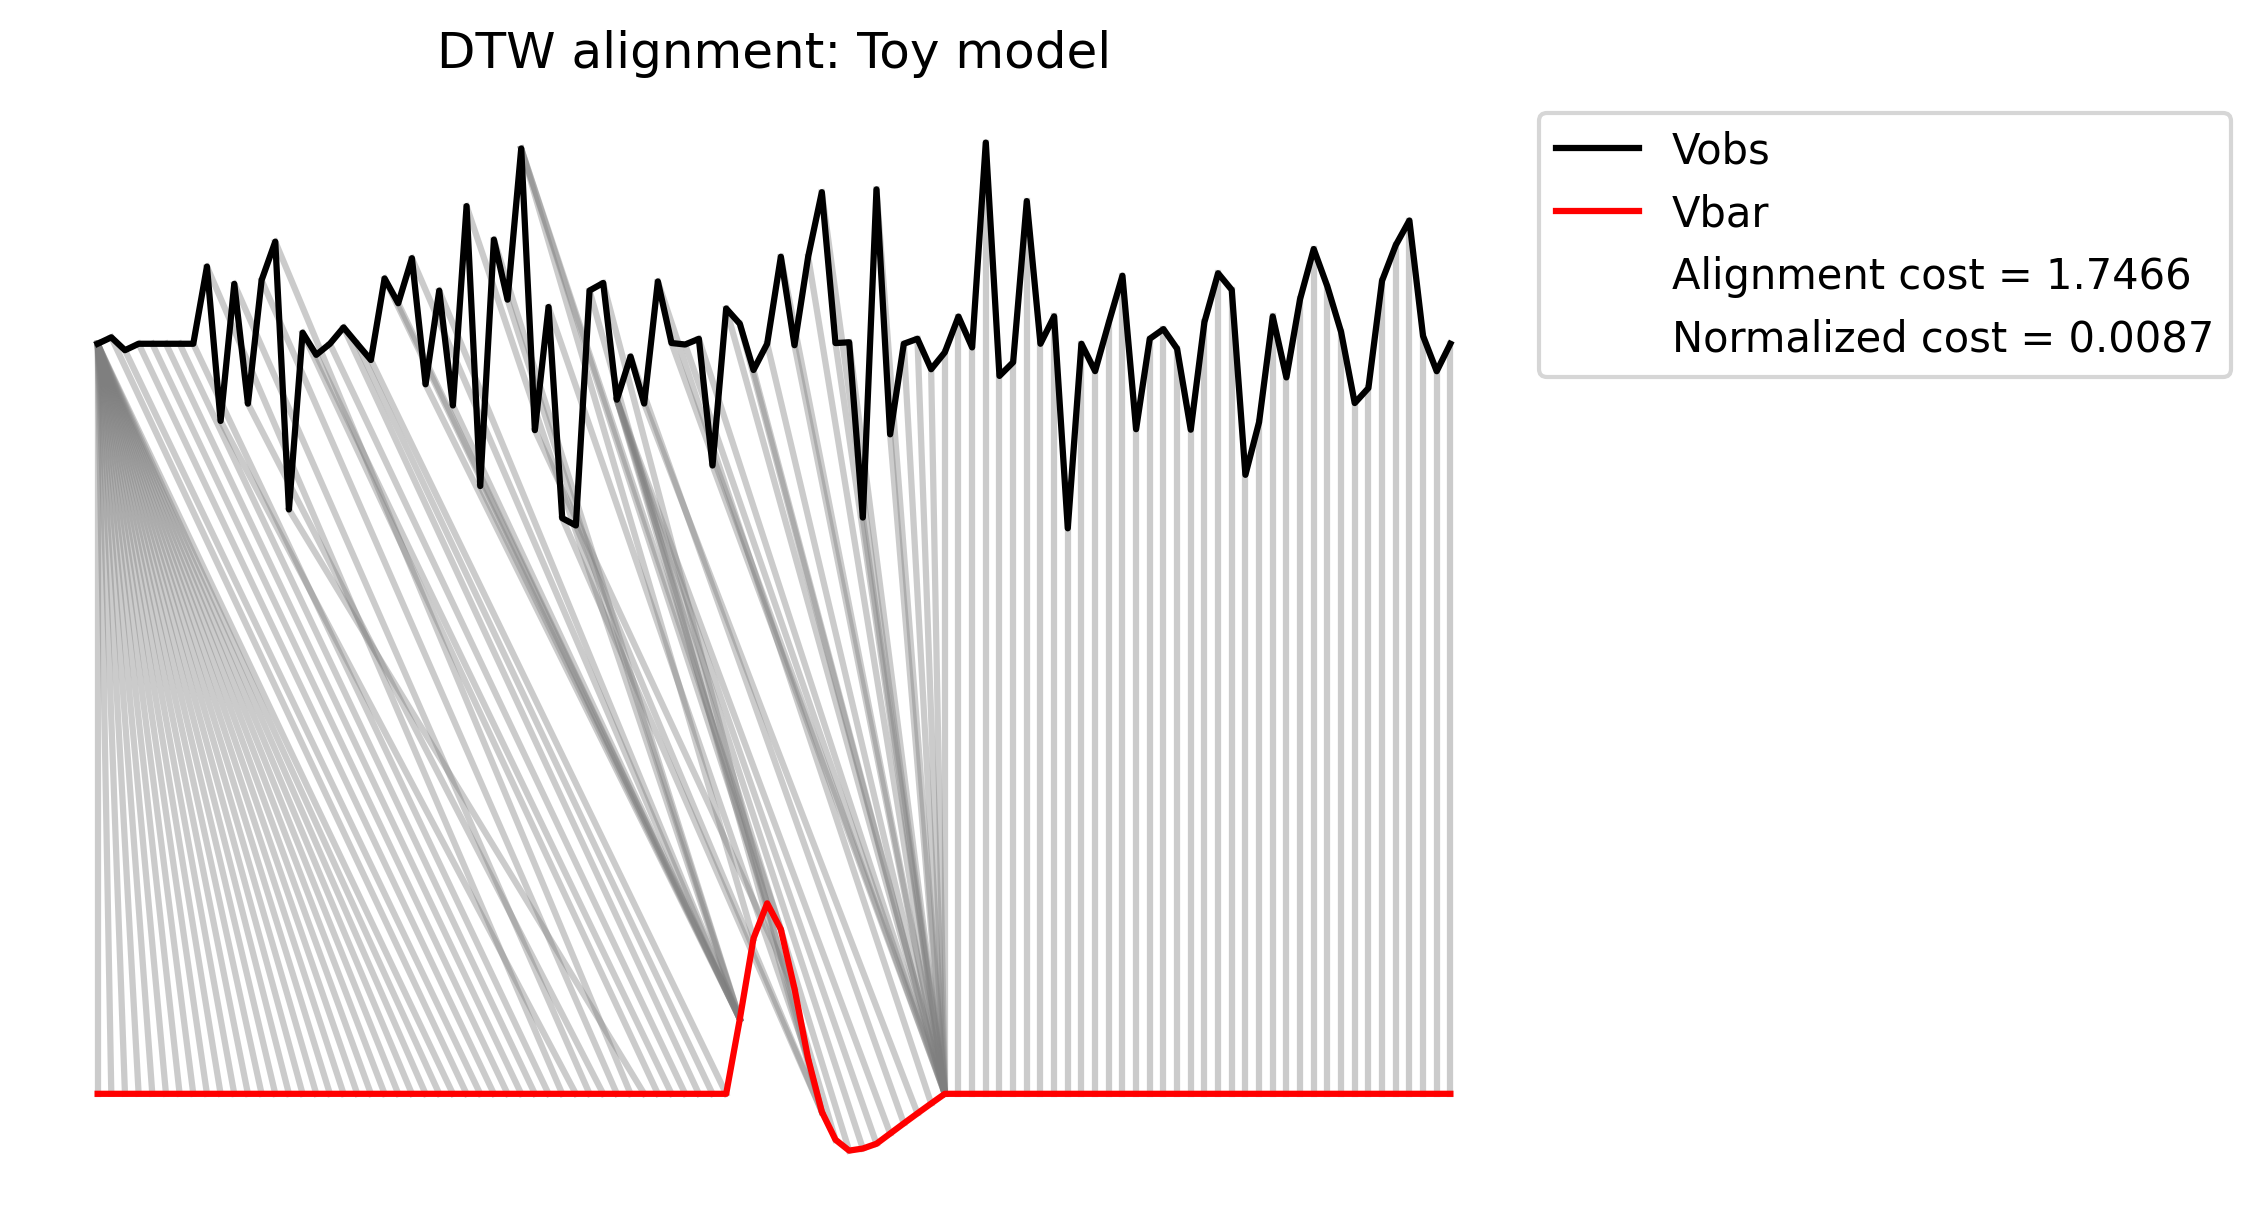 DTW alignment: Toy model
Vobs
Vbar
Alignment cost = 1.7466
Normalized cost = 0.0087